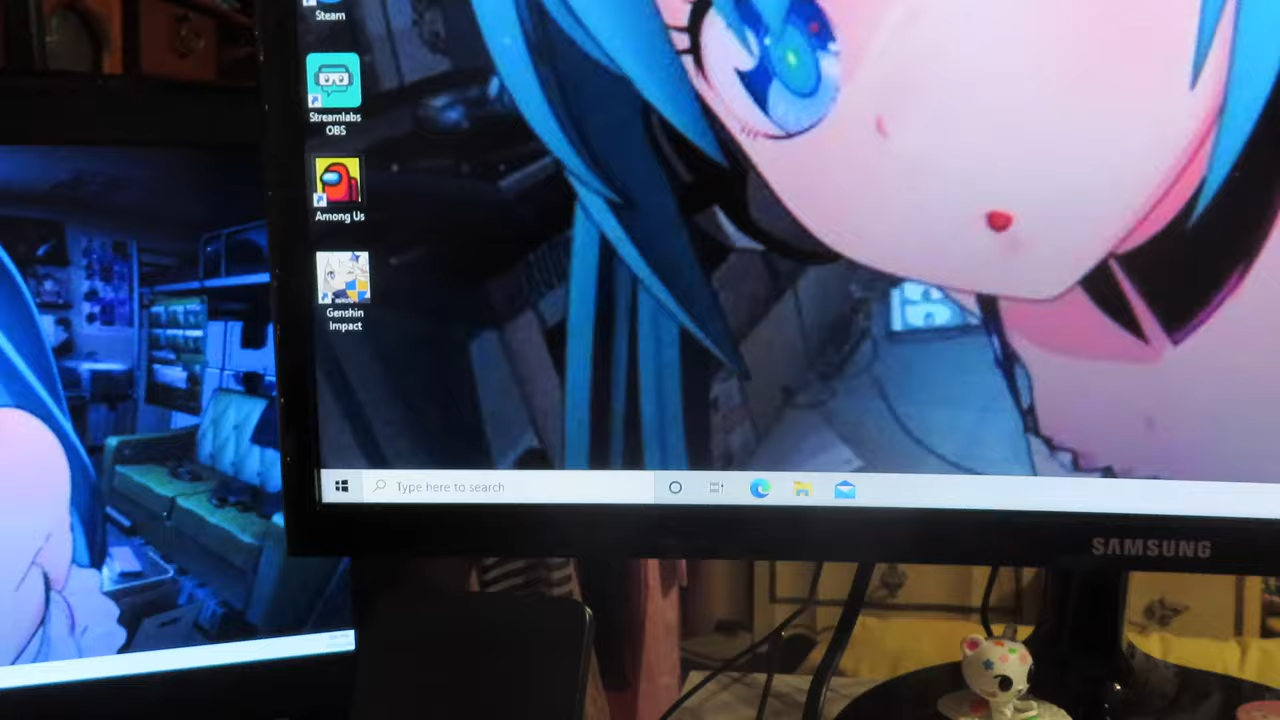 Steam
Streamlabs
OBS
Among Us
Genshin
Impact
Type here to search
SAMSUNG